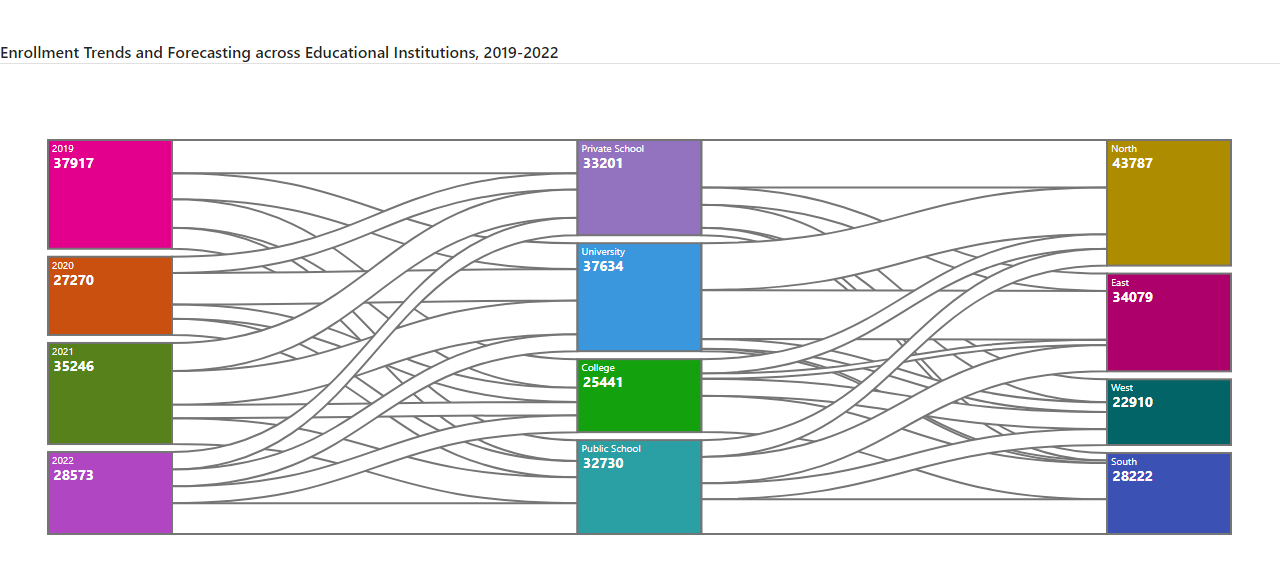 Enrollment Trends and Forecasting across Educational Institutions, 2019-2022
2019
37917
2020
27270
2021
35246
2022
28573
Private School
33201
University
37634
College
25441
Public School
32730
North
43787
East
34079
West
22910
South
28222